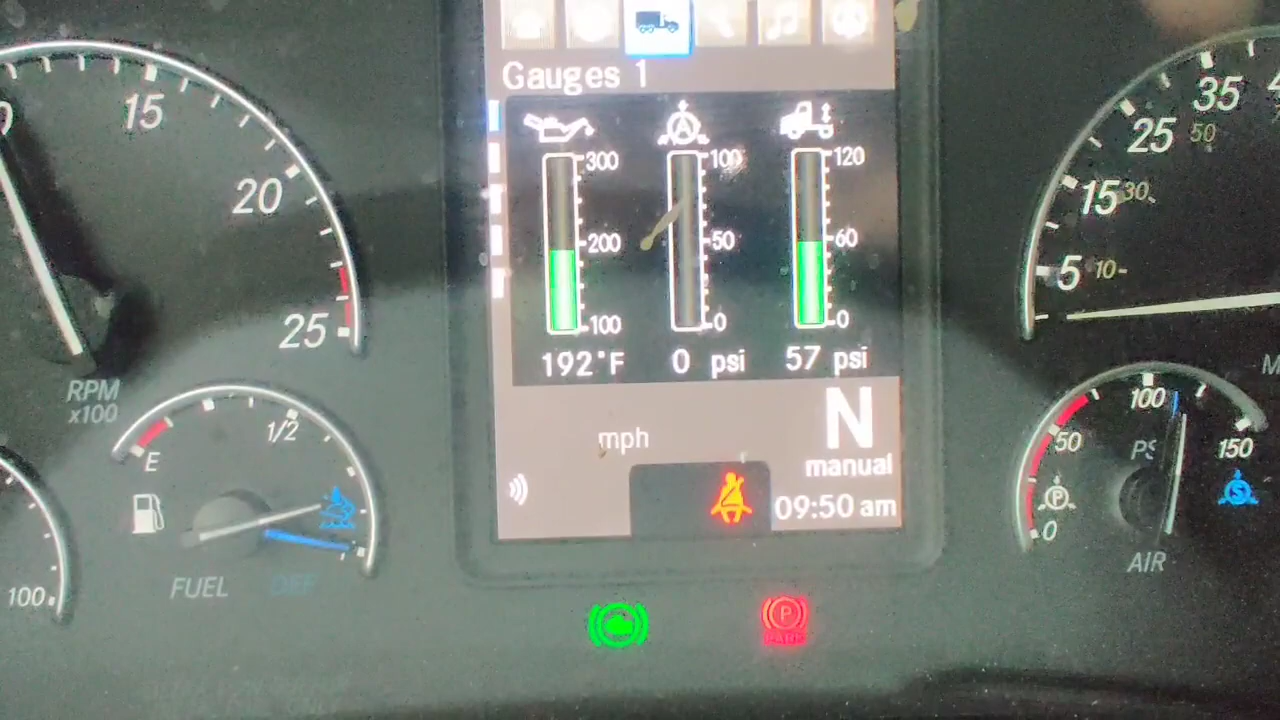 15
20
25
RPM
x100
E
1/2
FUEL
DEF
100
Gauges 1
300
200
100
192°F
100
50
0
0 psi
120
60
0
57 psi
N
mph
manual
09:50 am
P
PARK
35
25
50
15
30
5
10
100
50
150
0
P
S
AIR